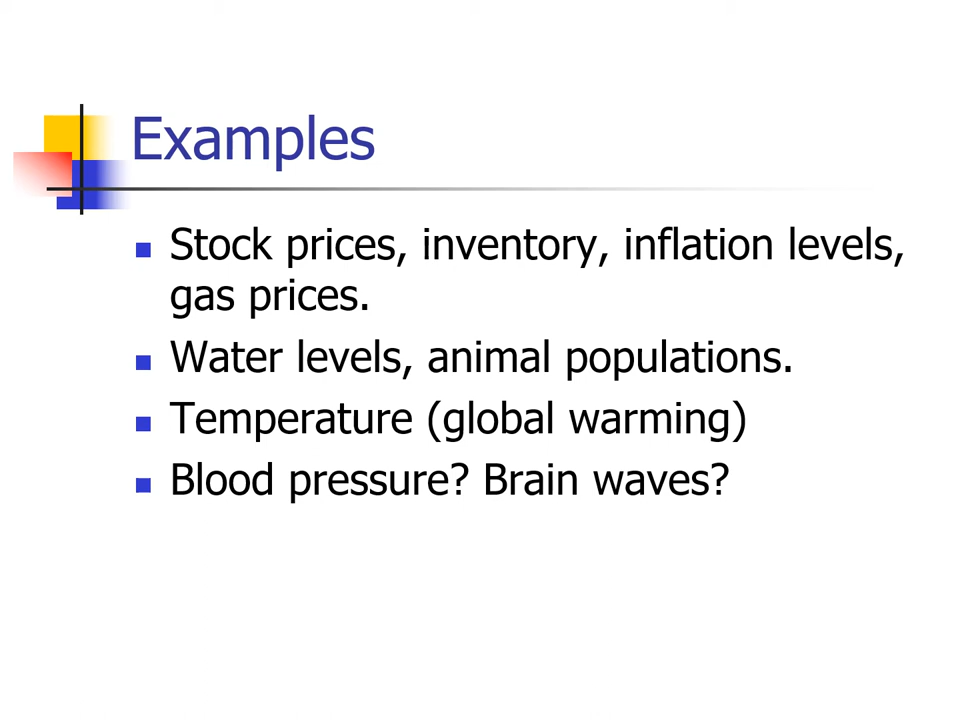 Examples
Stock prices, inventory, inflation levels,
gas prices.
Water levels, animal populations.
Temperature (global warming)
Blood pressure? Brain waves?